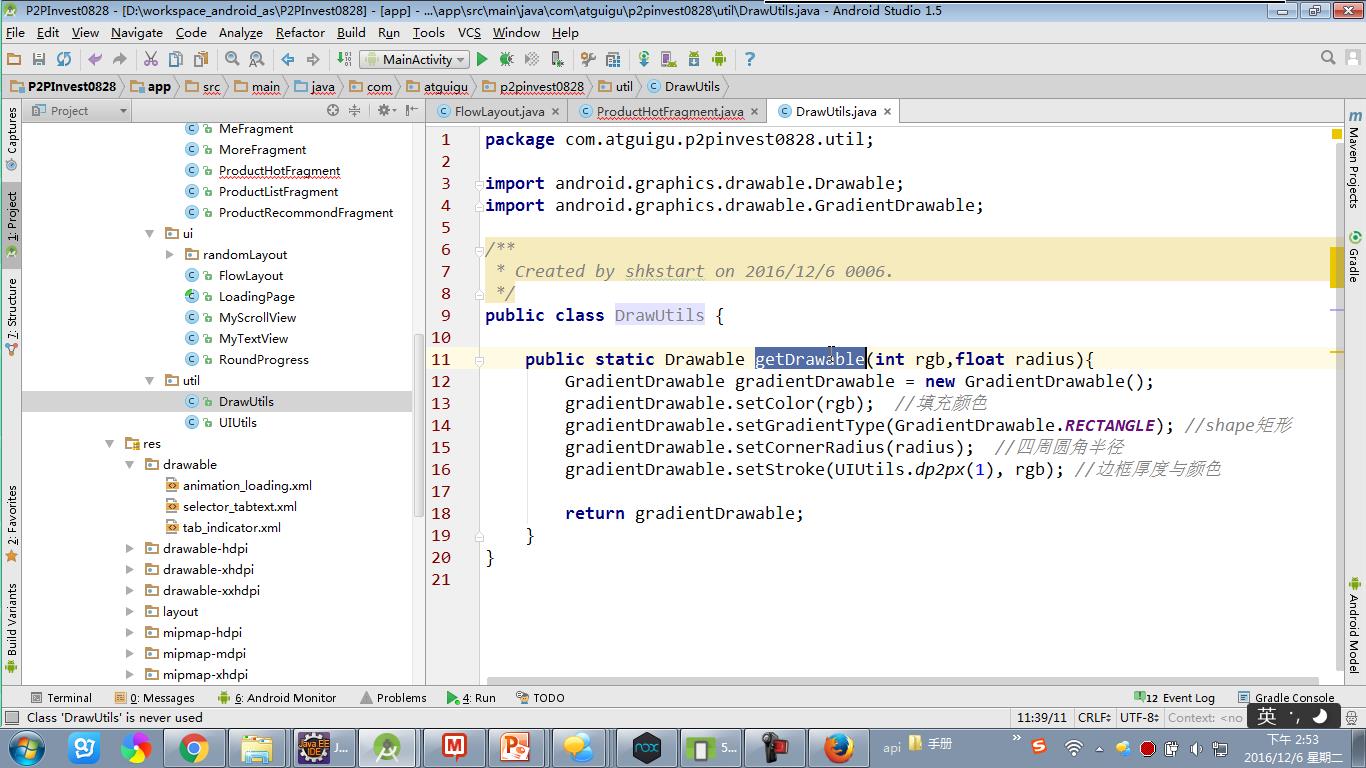 P2PInvest0828 - [D:\workspace_android_as\P2PInvest0828] - [app] - ...\app\src\main\java\com\atguigu\p2pinvest0828\util\DrawUtils.java - Android Studio 1.5
File Edit View Navigate Code Analyze Refactor Build Run Tools VCS Window Help
MainActivity
P2PInvest0828 app src main java com atguigu p2pinvest0828 util DrawUtils
Project
FlowLayout.java ProductHotFragment.java DrawUtils.java
Captures
1: Project
7: Structure
2: Favorites
Build Variants
MeFragment
MoreFragment
ProductHotFragment
ProductListFragment
ProductRecommondFragment
ui
randomLayout
FlowLayout
LoadingPage
MyScrollView
MyTextView
RoundProgress
util
DrawUtils
UIUtils
res
drawable
animation_loading.xml
selector_tabtext.xml
tab_indicator.xml
drawable-hdpi
drawable-xhdpi
drawable-xxhdpi
layout
mipmap-hdpi
mipmap-mdpi
mipmap-xhdpi
1 package com.atguigu.p2pinvest0828.util;
2
3 import android.graphics.drawable.Drawable;
4 import android.graphics.drawable.GradientDrawable;
5
6 /**
7 * Created by shkstart on 2016/12/6 0006.
8 */
9 public class DrawUtils {
10
11 public static Drawable getDrawable(int rgb,float radius){
12 GradientDrawable gradientDrawable = new GradientDrawable();
13 gradientDrawable.setColor(rgb); //填充颜色
14 gradientDrawable.setGradientType(GradientDrawable.RECTANGLE); //shape矩形
15 gradientDrawable.setCornerRadius(radius); //四周圆角半径
16 gradientDrawable.setStroke(UIUtils.dp2px(1), rgb); //边框厚度与颜色
17
18 return gradientDrawable;
19 }
20 }
21
Maven Projects
Gradle
Android Model
Terminal 0: Messages 6: Android Monitor Problems 4: Run TODO 12 Event Log Gradle Console
Class 'DrawUtils' is never used 11:39/11 CRLF UTF-8 Context: <no
英
api 手册
下午 2:53
2016/12/6 星期二